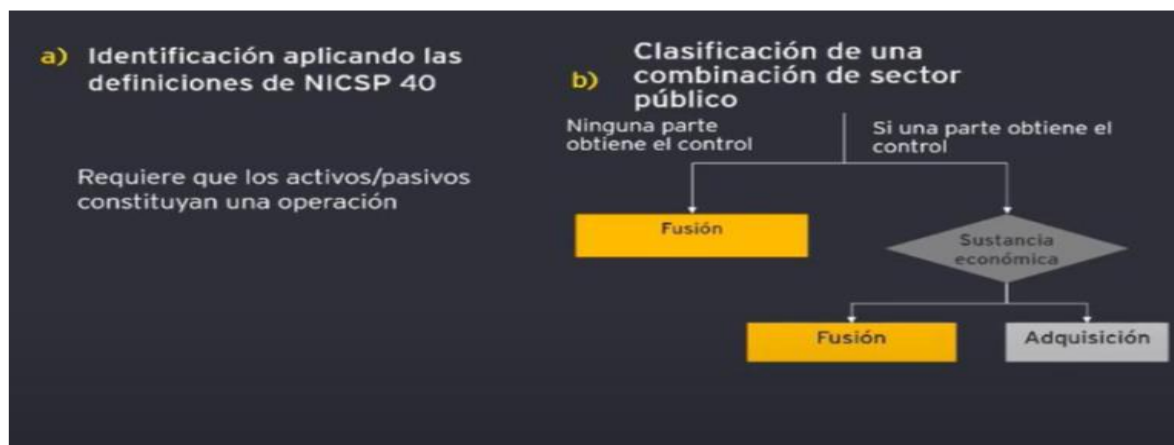 a) Identificación aplicando las
definiciones de NICSP 40
Requiere que los activos/pasivos
constituyan una operación
b) Clasificación de una
combinación de sector
público
Ninguna parte
obtiene el control
Si una parte obtiene el
control
Fusión
Sustancia
económica
Fusión
Adquisición